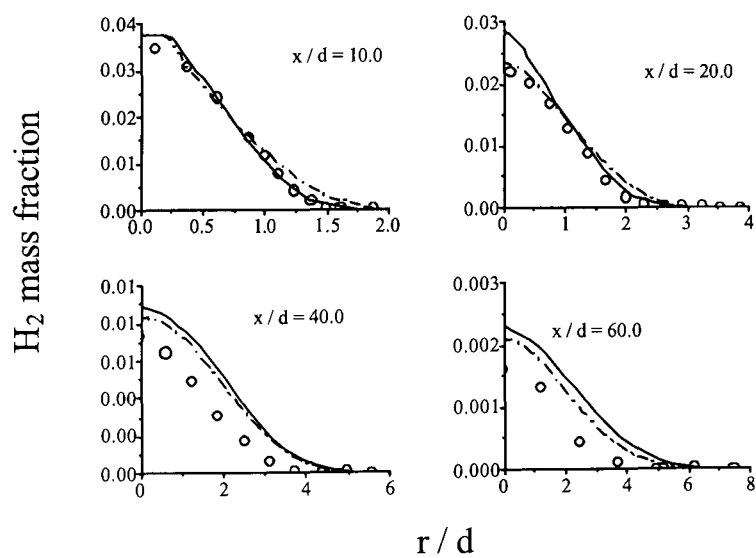 H2 mass fraction
0.04
0.03
0.02
0.01
0.00
0.0 0.5 1.0 1.5 2.0
x / d = 10.0
0.03
0.02
0.01
0.00
0 1 2 3 4
x / d = 20.0
0.01
0.01
0.01
0.00
0.00
0.00
0 2 4 6
x / d = 40.0
0.003
0.002
0.001
0.000
0 2 4 6 8
x / d = 60.0
r / d